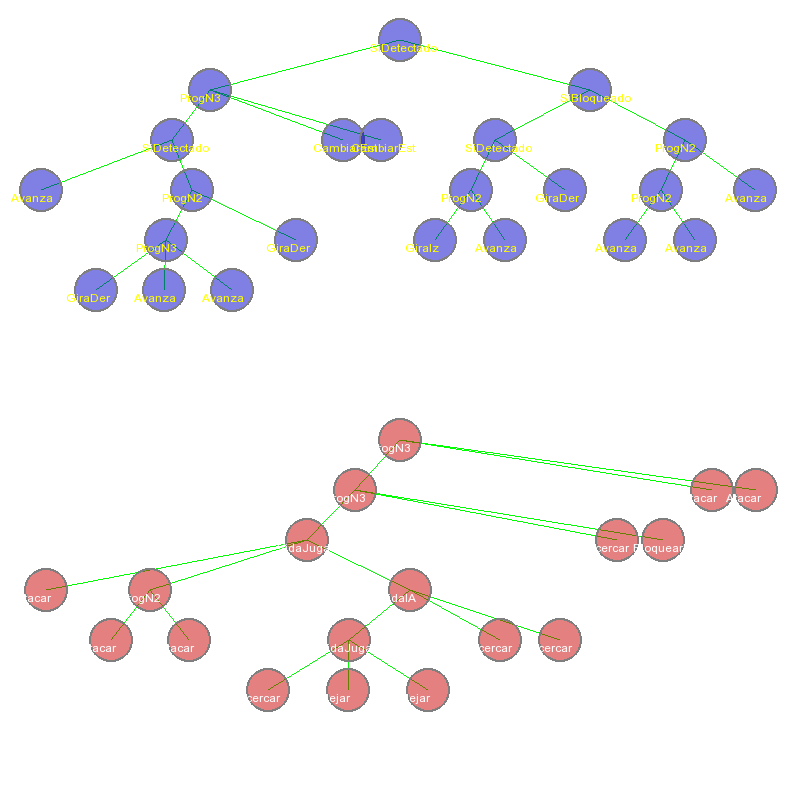 SiDetectado
ProgN3
SiBloqueado
SiDetectado
CambiarEst
CambiarEst
SiDetectado
ProgN2
Avanza
ProgN2
ProgN2
GiraDer
ProgN2
Avanza
ProgN3
GiraDer
GiraIz
Avanza
Avanza
Avanza
GiraDer
Avanza
Avanza
rogN3
tacar
Atacar
rogN3
cercar
Bloquear
idaJuga
tacar
rogN2
idaIA
tacar
tacar
idaJuga
cercar
cercar
cercar
lejar
lejar